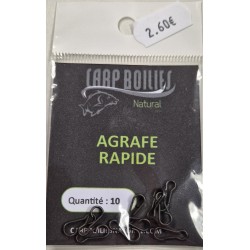 2.60€
CARP BOILIES
Natural
AGRAFE
RAPIDE
Quantité : 10